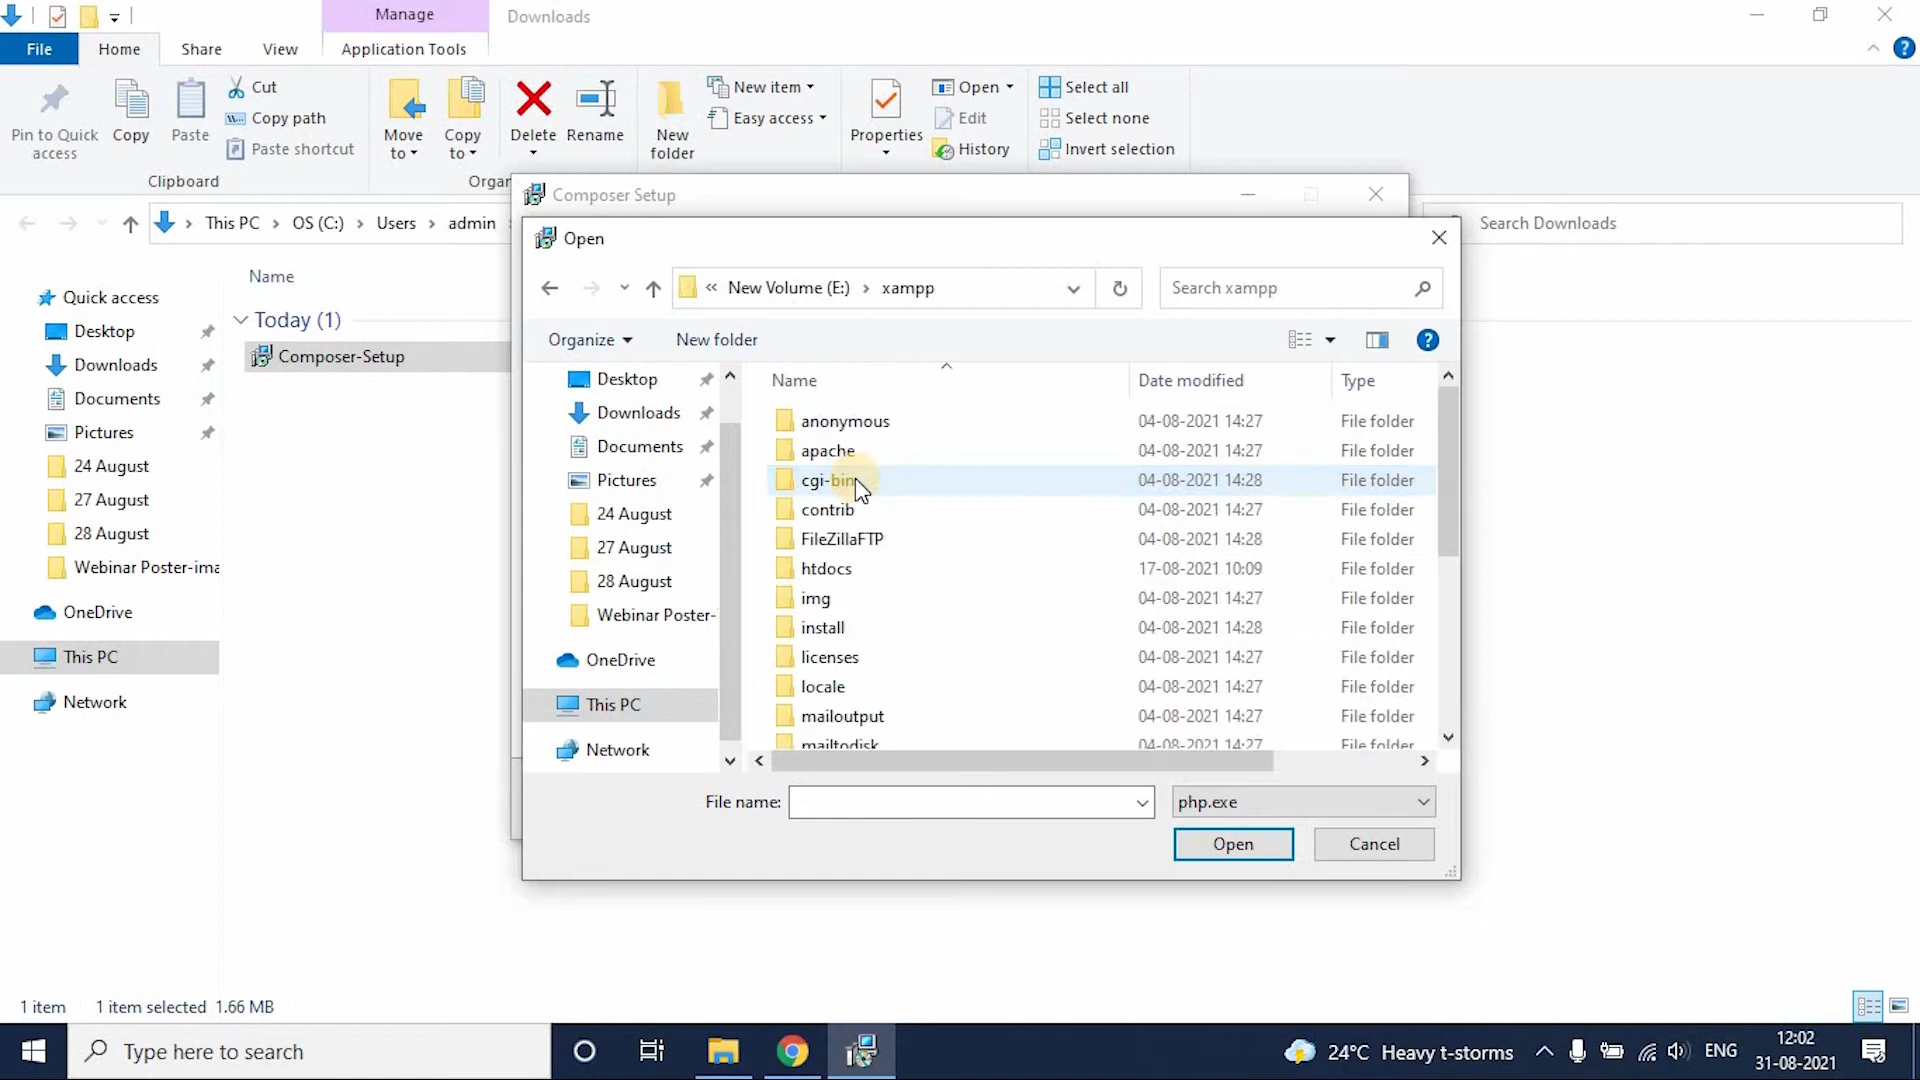 Manage
Downloads
File
Home
Share
View
Application Tools
Pin to Quick
access
Copy
Paste
Cut
Copy path
Paste shortcut
Move
to
Copy
to
Delete
Rename
New
folder
New item
Easy access
Properties
Open
Edit
History
Select all
Select none
Invert selection
Clipboard
Organ
Composer Setup
This PC
OS (C:)
Users
admin
Search Downloads
Open
New Volume (E:)
xampp
Search xampp
Organize
New folder
Name
Quick access
Desktop
Downloads
Documents
Pictures
24 August
27 August
28 August
Webinar Poster-ima
OneDrive
This PC
Network
Today (1)
Composer-Setup
Desktop
Downloads
Documents
Pictures
24 August
27 August
28 August
Webinar Poster-
OneDrive
This PC
Network
Name Date modified Type
anonymous 04-08-2021 14:27 File folder
apache 04-08-2021 14:27 File folder
cgi-bin 04-08-2021 14:28 File folder
contrib 04-08-2021 14:27 File folder
FileZillaFTP 04-08-2021 14:28 File folder
htdocs 17-08-2021 10:09 File folder
img 04-08-2021 14:27 File folder
install 04-08-2021 14:28 File folder
licenses 04-08-2021 14:27 File folder
locale 04-08-2021 14:27 File folder
mailoutput 04-08-2021 14:27 File folder
mailtodisk 04-08-2021 14:27 File folder
File name:
php.exe
Open
Cancel
1 item
1 item selected 1.66 MB
Type here to search
24°C Heavy t-storms
ENG
12:02
31-08-2021